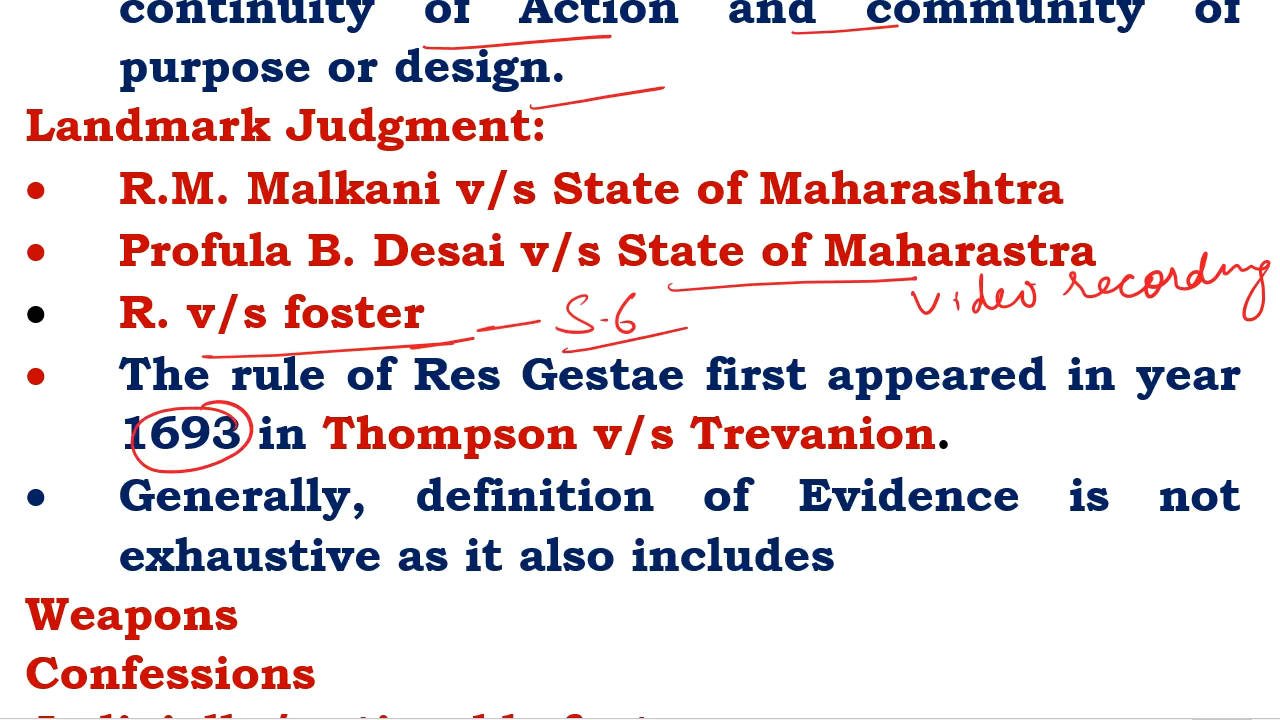 continuity of Action and community of
purpose or design.
Landmark Judgment:
• R.M. Malkani v/s State of Maharashtra
• Profula B. Desai v/s State of Maharastra
video recording
• R. v/s foster — S-6
• The rule of Res Gestae first appeared in year
1693 in Thompson v/s Trevanion.
• Generally, definition of Evidence is not
exhaustive as it also includes
Weapons
Confessions